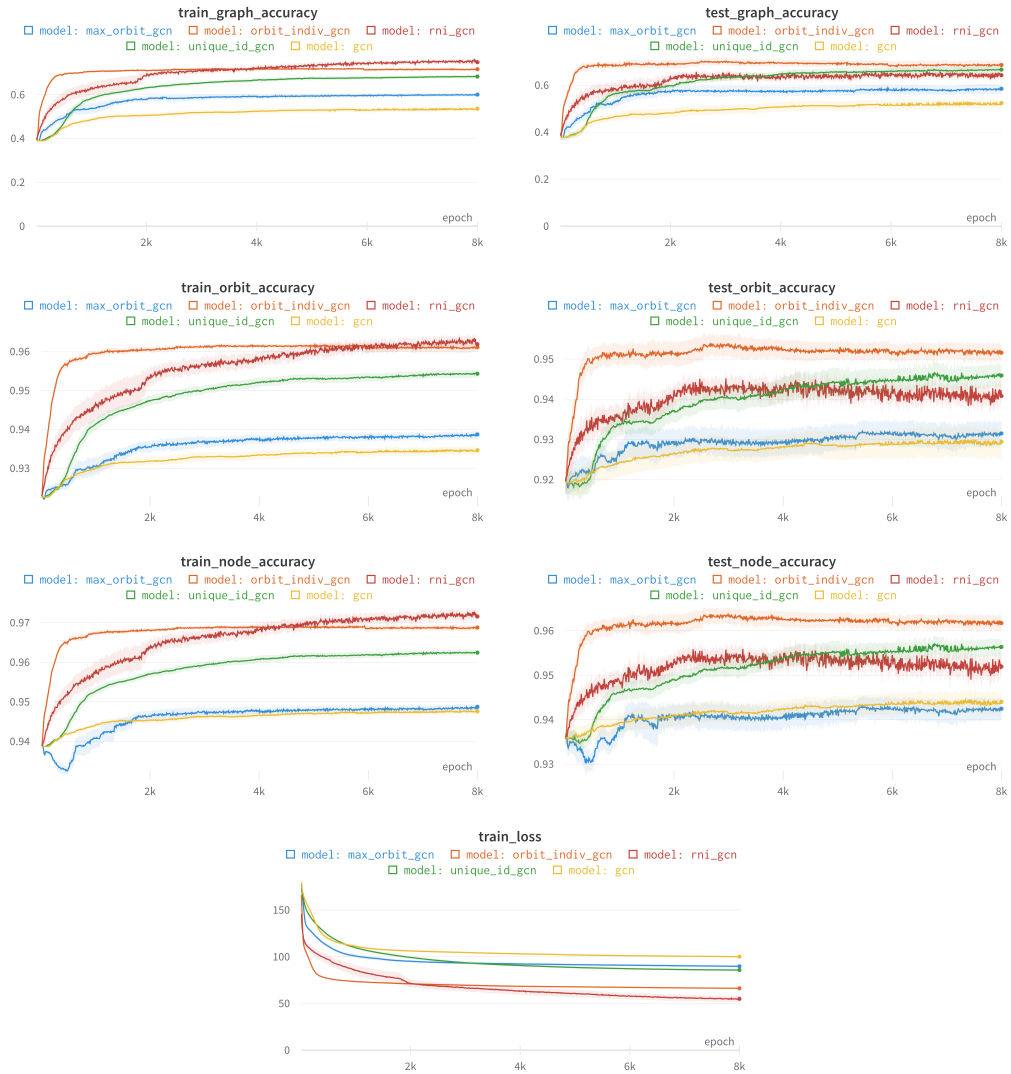 train_graph_accuracy
model: max_orbit_gcn model: orbit_indiv_gcn model: rni_gcn
model: unique_id_gcn model: gcn
0.6
0.4
0.2
0
epoch
2k 4k 6k 8k
test_graph_accuracy
model: max_orbit_gcn model: orbit_indiv_gcn model: rni_gcn
model: unique_id_gcn model: gcn
0.6
0.4
0.2
0
epoch
2k 4k 6k 8k
train_orbit_accuracy
model: max_orbit_gcn model: orbit_indiv_gcn model: rni_gcn
model: unique_id_gcn model: gcn
0.96
0.95
0.94
0.93
epoch
2k 4k 6k 8k
test_orbit_accuracy
model: max_orbit_gcn model: orbit_indiv_gcn model: rni_gcn
model: unique_id_gcn model: gcn
0.95
0.94
0.93
0.92
epoch
2k 4k 6k 8k
train_node_accuracy
model: max_orbit_gcn model: orbit_indiv_gcn model: rni_gcn
model: unique_id_gcn model: gcn
0.97
0.96
0.95
0.94
epoch
2k 4k 6k 8k
test_node_accuracy
model: max_orbit_gcn model: orbit_indiv_gcn model: rni_gcn
model: unique_id_gcn model: gcn
0.96
0.95
0.94
0.93
epoch
2k 4k 6k 8k
train_loss
model: max_orbit_gcn model: orbit_indiv_gcn model: rni_gcn
model: unique_id_gcn model: gcn
150
100
50
0
epoch
2k 4k 6k 8k